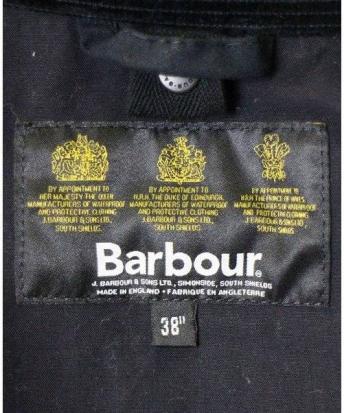 BY APPOINTMENT TO
HER MAJESTY THE QUEEN
MANUFACTURERS OF WATERPROOF
AND PROTECTIVE CLOTHING
J.BARBOUR & SONS LTD.
SOUTH SHIELDS.
BY APPOINTMENT TO
H.R.H. THE DUKE OF EDINBURGH.
MANUFACTURERS OF WATERPROOF
AND PROTECTIVE CLOTHING
J.BARBOUR & SONS LTD.
SOUTH SHIELDS.
BY APPOINTMENT TO
H.R.H. THE PRINCE OF WALES
MANUFACTURERS OF WATERPROOF
AND PROTECTIVE CLOTHING
J.BARBOUR & SONS LTD
SOUTH SHIELDS
Barbour®
J. BARBOUR & SONS LTD., SIMONSIDE, SOUTH SHIELDS
MADE IN ENGLAND • FABRIQUE EN ANGLETERRE
38"